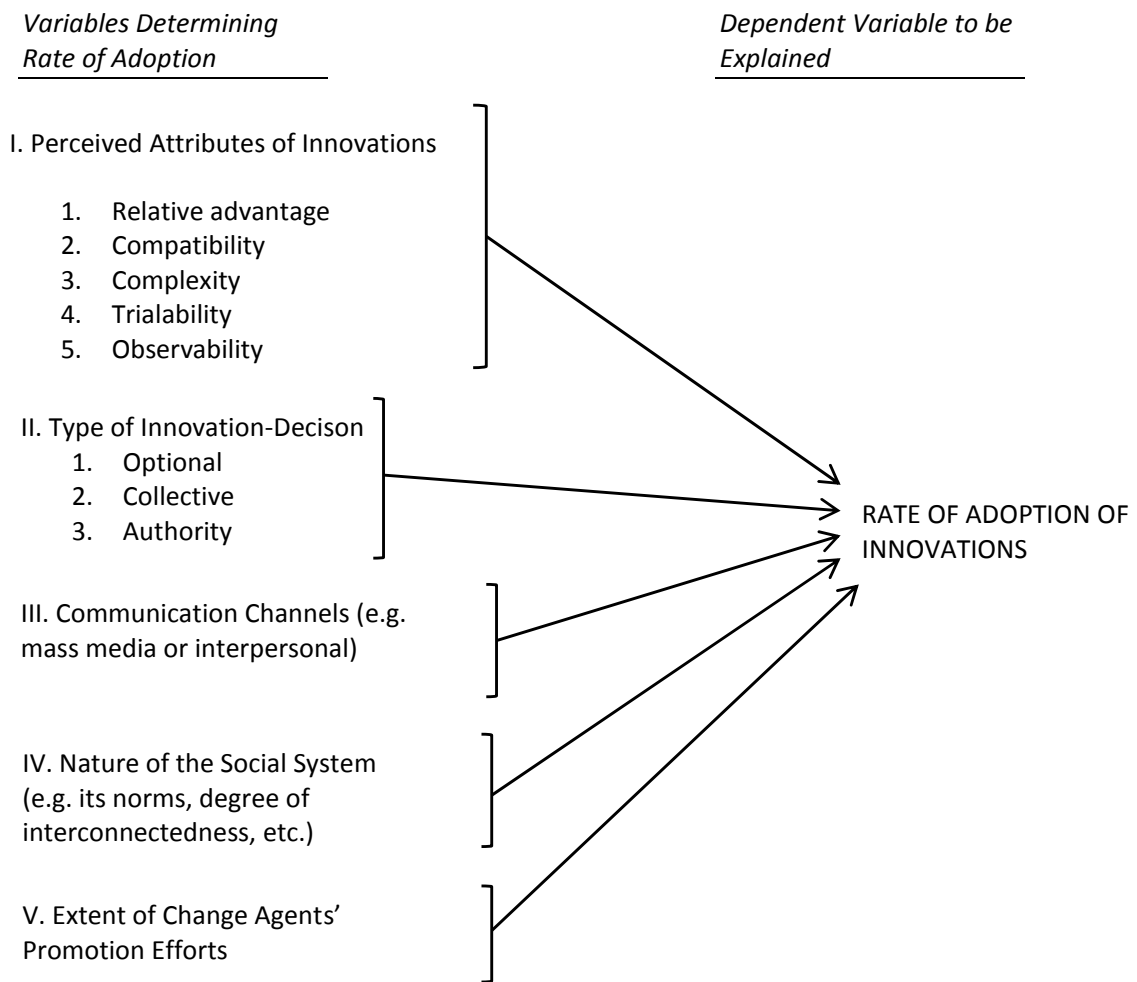 Variables Determining
Rate of Adoption
Dependent Variable to be
Explained
I. Perceived Attributes of Innovations
1. Relative advantage
2. Compatibility
3. Complexity
4. Trialability
5. Observability
II. Type of Innovation-Decison
1. Optional
2. Collective
3. Authority
RATE OF ADOPTION OF
INNOVATIONS
III. Communication Channels (e.g.
mass media or interpersonal)
IV. Nature of the Social System
(e.g. its norms, degree of
interconnectedness, etc.)
V. Extent of Change Agents’
Promotion Efforts